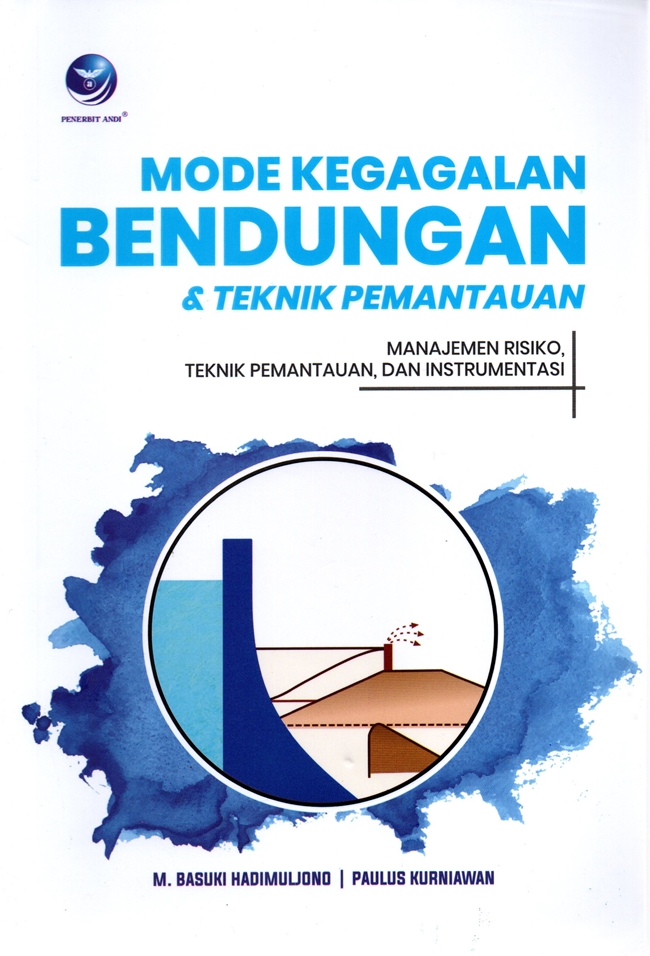 PENERBIT ANDI®
MODE KEGAGALAN
BENDUNGAN
& TEKNIK PEMANTAUAN
MANAJEMEN RISIKO,
TEKNIK PEMANTAUAN, DAN INSTRUMENTASI
M. BASUKI HADIMULJONO | PAULUS KURNIAWAN